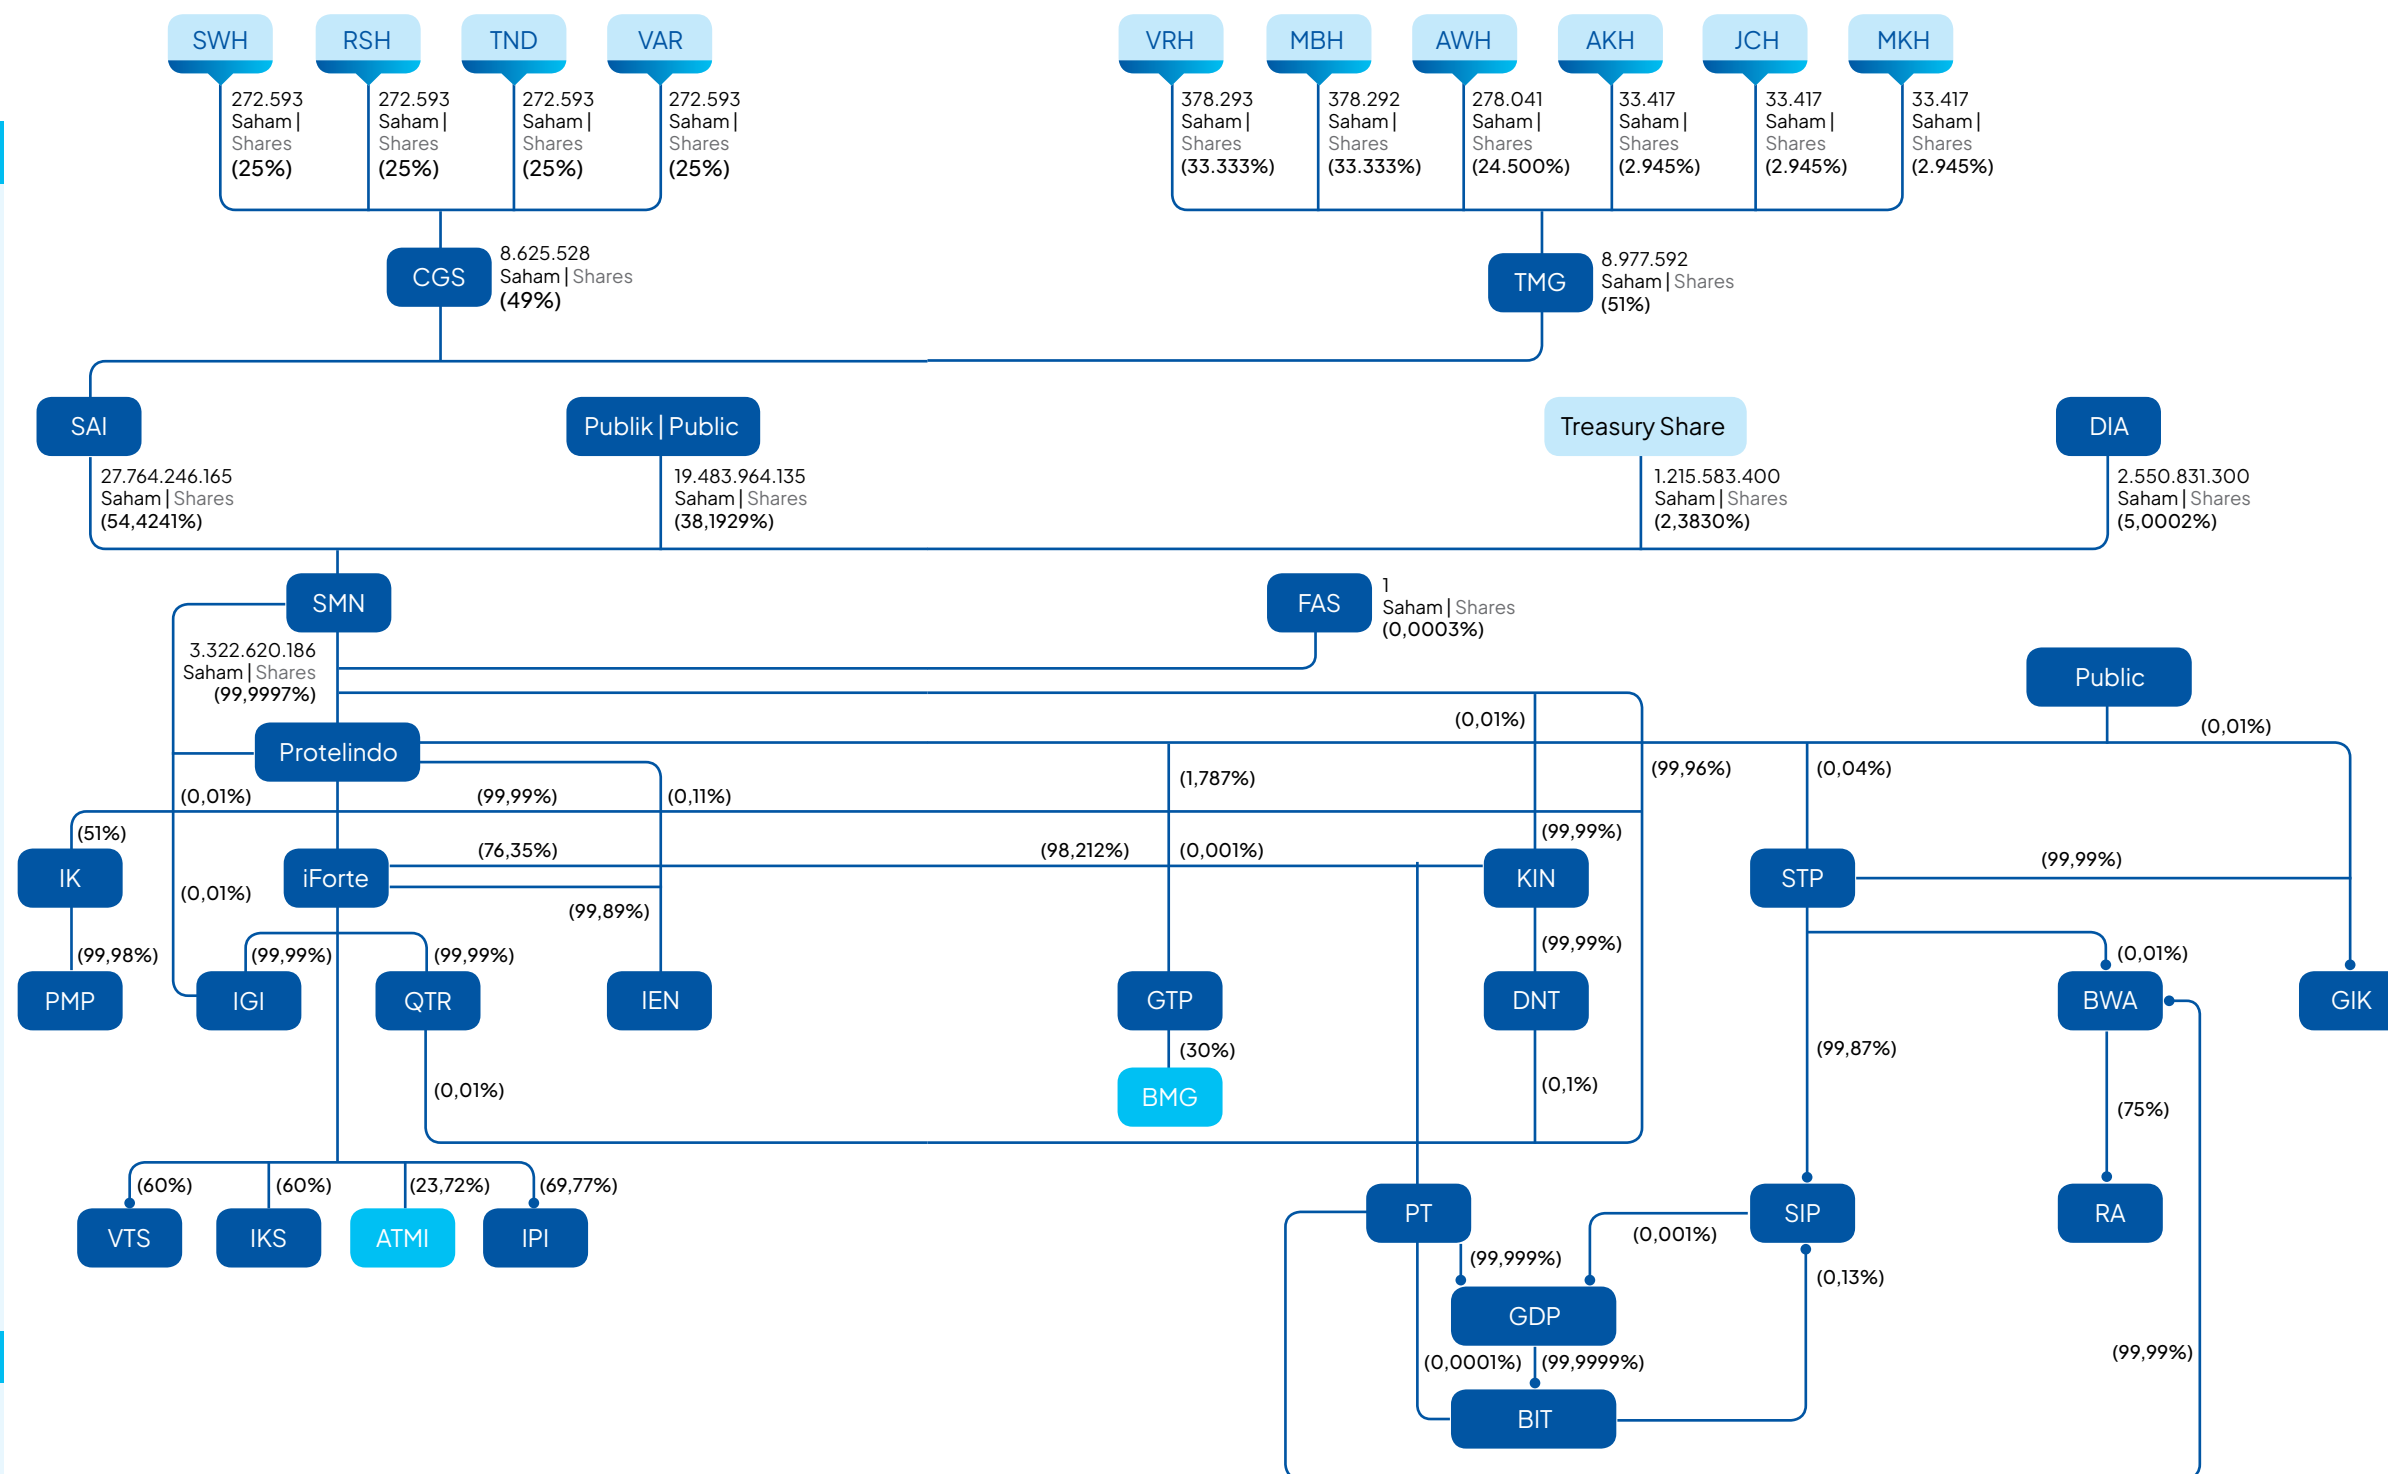 SWH
RSH
TND
VAR
VRH
MBH
AWH
AKH
JCH
MKH
272.593
Saham |
Shares
(25%)
272.593
Saham |
Shares
(25%)
272.593
Saham |
Shares
(25%)
272.593
Saham |
Shares
(25%)
378.293
Saham |
Shares
(33.333%)
378.292
Saham |
Shares
(33.333%)
278.041
Saham |
Shares
(24.500%)
33.417
Saham |
Shares
(2.945%)
33.417
Saham |
Shares
(2.945%)
33.417
Saham |
Shares
(2.945%)
CGS
8.625.528
Saham | Shares
(49%)
TMG
8.977.592
Saham | Shares
(51%)
SAI
Publik | Public
Treasury Share
DIA
27.764.246.165
Saham | Shares
(54,4241%)
19.483.964.135
Saham | Shares
(38,1929%)
1.215.583.400
Saham | Shares
(2,3830%)
2.550.831.300
Saham | Shares
(5,0002%)
SMN
FAS
1
Saham | Shares
(0,0003%)
3.322.620.186
Saham | Shares
(99,9997%)
Public
(0,01%)
(0,01%)
Protelindo
(99,96%)
(0,04%)
(1,787%)
(0,01%)
(99,99%)
(0,11%)
(51%)
(99,99%)
(76,35%)
(98,212%)
(0,001%)
(99,99%)
IK
iForte
KIN
STP
(0,01%)
(99,89%)
(99,98%)
(99,99%)
(99,99%)
(99,99%)
(0,01%)
PMP
IGI
QTR
IEN
GTP
DNT
BWA
GIK
(30%)
(99,87%)
(0,01%)
BMG
(0,1%)
(75%)
(60%)
(60%)
(23,72%)
(69,77%)
VTS
IKS
ATMI
IPI
PT
SIP
RA
(0,001%)
(99,999%)
(0,13%)
GDP
(0,0001%)
(99,9999%)
(99,99%)
BIT